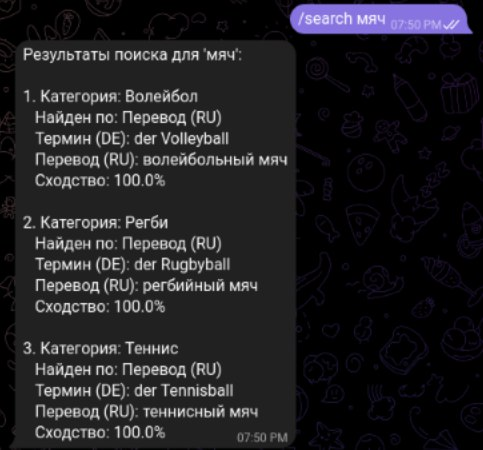 /search мяч 07:50 PM
Результаты поиска для 'мяч':
1. Категория: Волейбол
Найден по: Перевод (RU)
Термин (DE): der Volleyball
Перевод (RU): волейбольный мяч
Сходство: 100.0%
2. Категория: Регби
Найден по: Перевод (RU)
Термин (DE): der Rugbyball
Перевод (RU): регбийный мяч
Сходство: 100.0%
3. Категория: Теннис
Найден по: Перевод (RU)
Термин (DE): der Tennisball
Перевод (RU): теннисный мяч
Сходство: 100.0%
07:50 PM